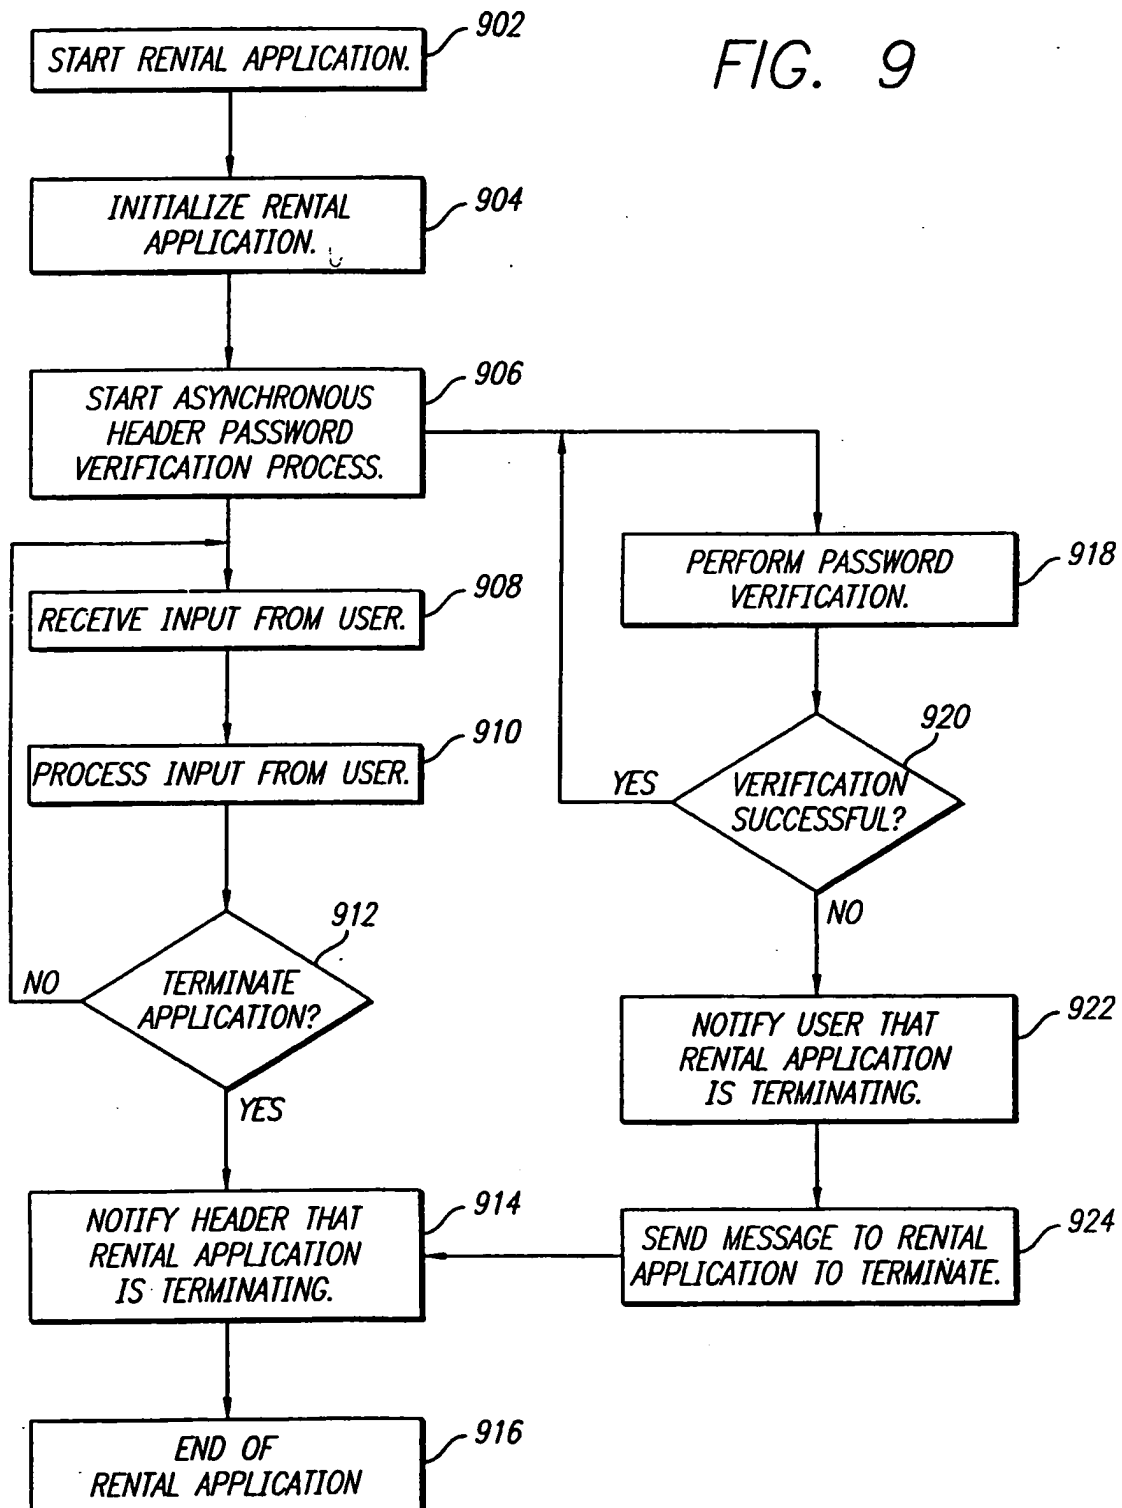 FIG. 9
902
START RENTAL APPLICATION.
904
INITIALIZE RENTAL
APPLICATION.
906
START ASYNCHRONOUS
HEADER PASSWORD
VERIFICATION PROCESS.
908
RECEIVE INPUT FROM USER.
910
PROCESS INPUT FROM USER.
912
TERMINATE
APPLICATION?
NO
YES
914
NOTIFY HEADER THAT
RENTAL APPLICATION
IS TERMINATING.
916
END OF
RENTAL APPLICATION
918
PERFORM PASSWORD
VERIFICATION.
920
VERIFICATION
SUCCESSFUL?
YES
NO
922
NOTIFY USER THAT
RENTAL APPLICATION
IS TERMINATING.
924
SEND MESSAGE TO RENTAL
APPLICATION TO TERMINATE.